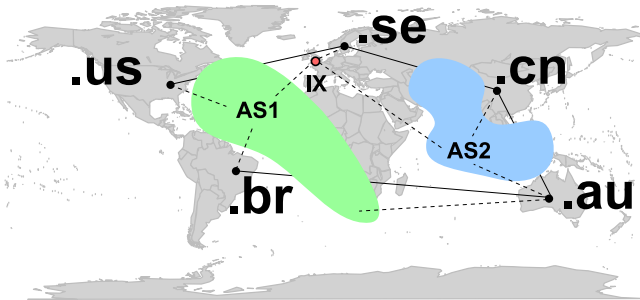 .se
.us
.cn
IX
AS1
AS2
.br
.au